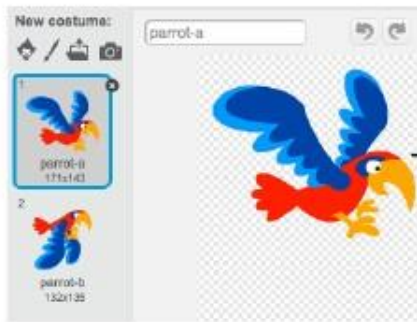 New costume:
parrot-a
1
parrot-a
171x143
2
parrot-b
132x135